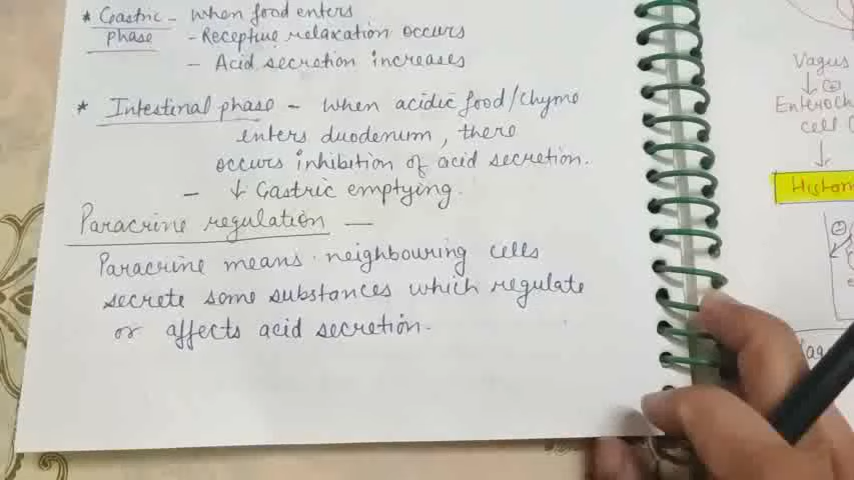 * Gastric - When food enters
phase - Receptive relaxation occurs
- Acid secretion increases
* Intestinal phase - When acidic food/chyme
enters duodenum, there
occurs inhibition of acid secretion.
- ↓ Gastric emptying.
Paracrine regulation —
Paracrine means neighbouring cells
secrete some substances which regulate
or affects acid secretion.
Vagus
↓ +
cell
↓